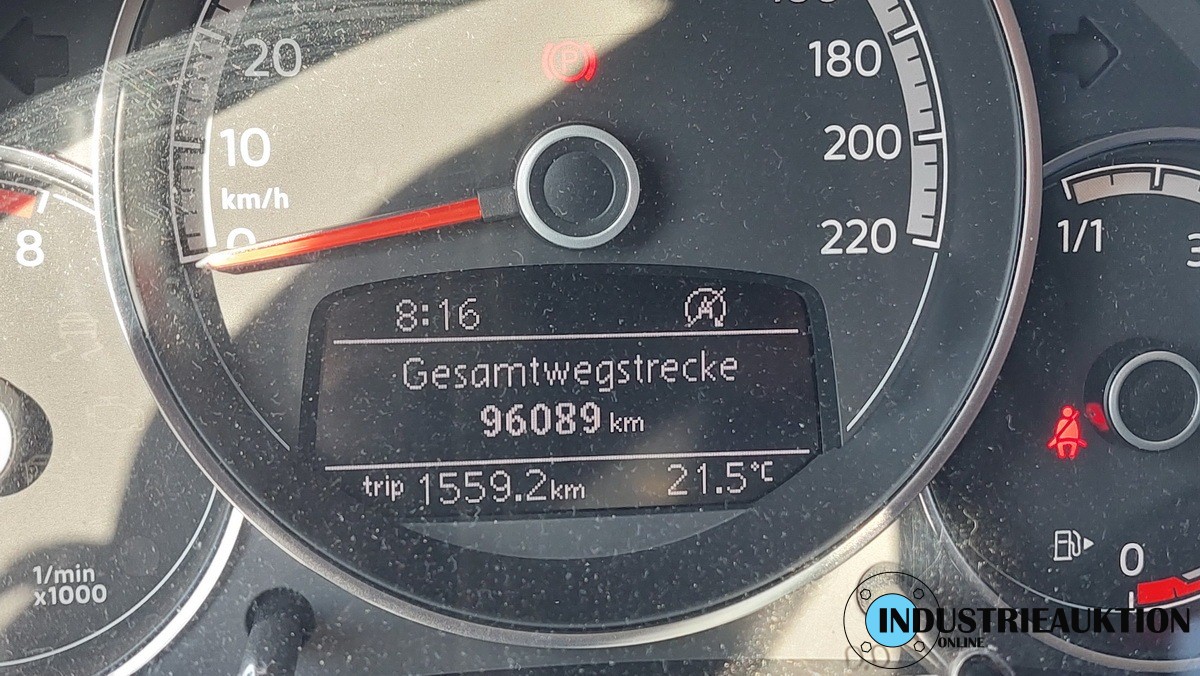 20
180
10
200
km/h
0
220
8
1/1
8:16
Gesamtwegstrecke
96089 km
trip 1559.2 km 21.5°C
1/min
x1000
0
INDUSTRIEAUKTION
ONLINE